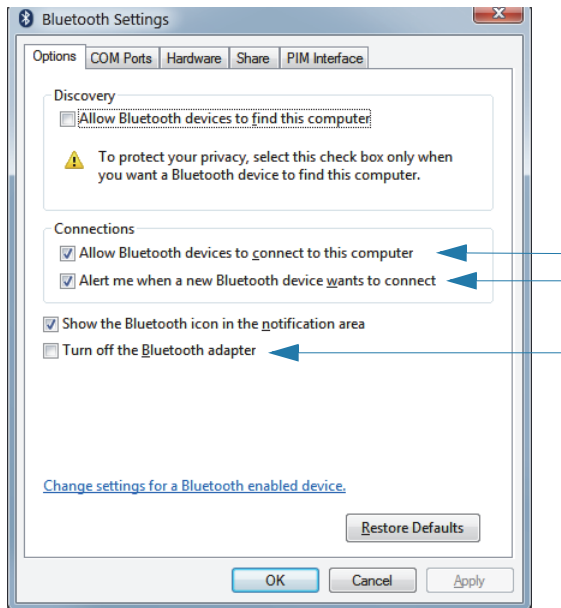 Bluetooth Settings
Options COM Ports Hardware Share PIM Interface
Discovery
Allow Bluetooth devices to find this computer
To protect your privacy, select this check box only when
you want a Bluetooth device to find this computer.
Connections
Allow Bluetooth devices to connect to this computer
Alert me when a new Bluetooth device wants to connect
Show the Bluetooth icon in the notification area
Turn off the Bluetooth adapter
Change settings for a Bluetooth enabled device.
Restore Defaults
OK Cancel Apply